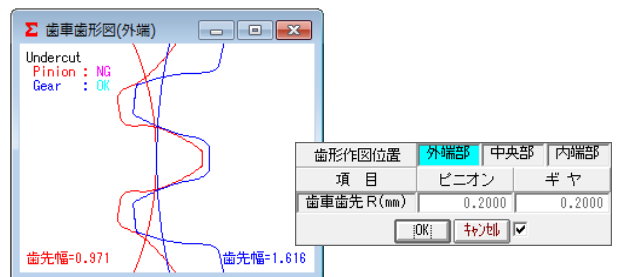 Σ 歯車歯形図(外端)
Undercut
Pinion : NG
Gear : OK
歯先幅=0.971 歯先幅=1.616
歯形作図位置 外端部 中央部 内端部
項 目 ピニオン ギ ヤ
歯車歯先R(mm) 0.2000 0.2000
OK ｷｬﾝｾﾙ